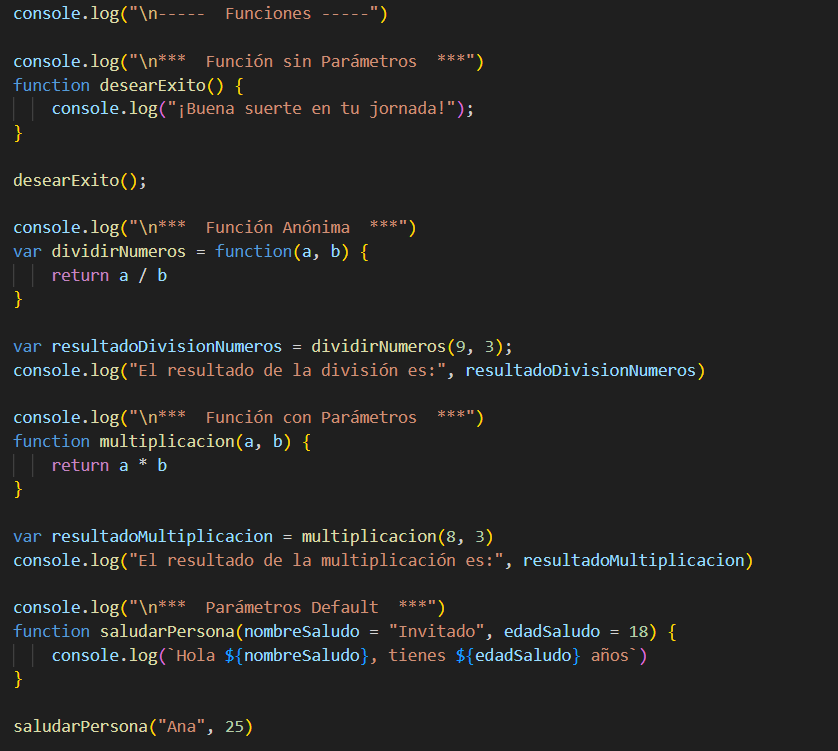 console.log("\n-----  Funciones -----")
console.log("\n***  Función sin Parámetros  ***")
function desearExito() {
    console.log("¡Buena suerte en tu jornada!");
}
desearExito();
console.log("\n***  Función Anónima  ***")
var dividirNumeros = function(a, b) {
    return a / b
}
var resultadoDivisionNumeros = dividirNumeros(9, 3);
console.log("El resultado de la división es:", resultadoDivisionNumeros)
console.log("\n***  Función con Parámetros  ***")
function multiplicacion(a, b) {
    return a * b
}
var resultadoMultiplicacion = multiplicacion(8, 3)
console.log("El resultado de la multiplicación es:", resultadoMultiplicacion)
console.log("\n***  Parámetros Default  ***")
function saludarPersona(nombreSaludo = "Invitado", edadSaludo = 18) {
    console.log(`Hola ${nombreSaludo}, tienes ${edadSaludo} años`)
}
saludarPersona("Ana", 25)